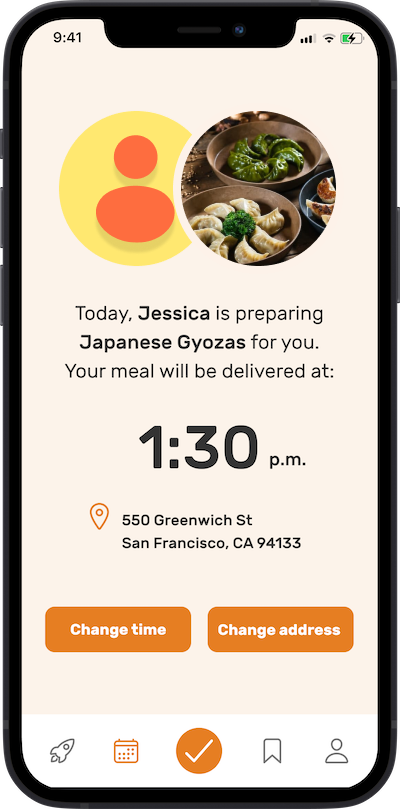 9:41
Today, Jessica is preparing
Japanese Gyozas for you.
Your meal will be delivered at:
1:30 p.m.
550 Greenwich St
San Francisco, CA 94133
Change time
Change address